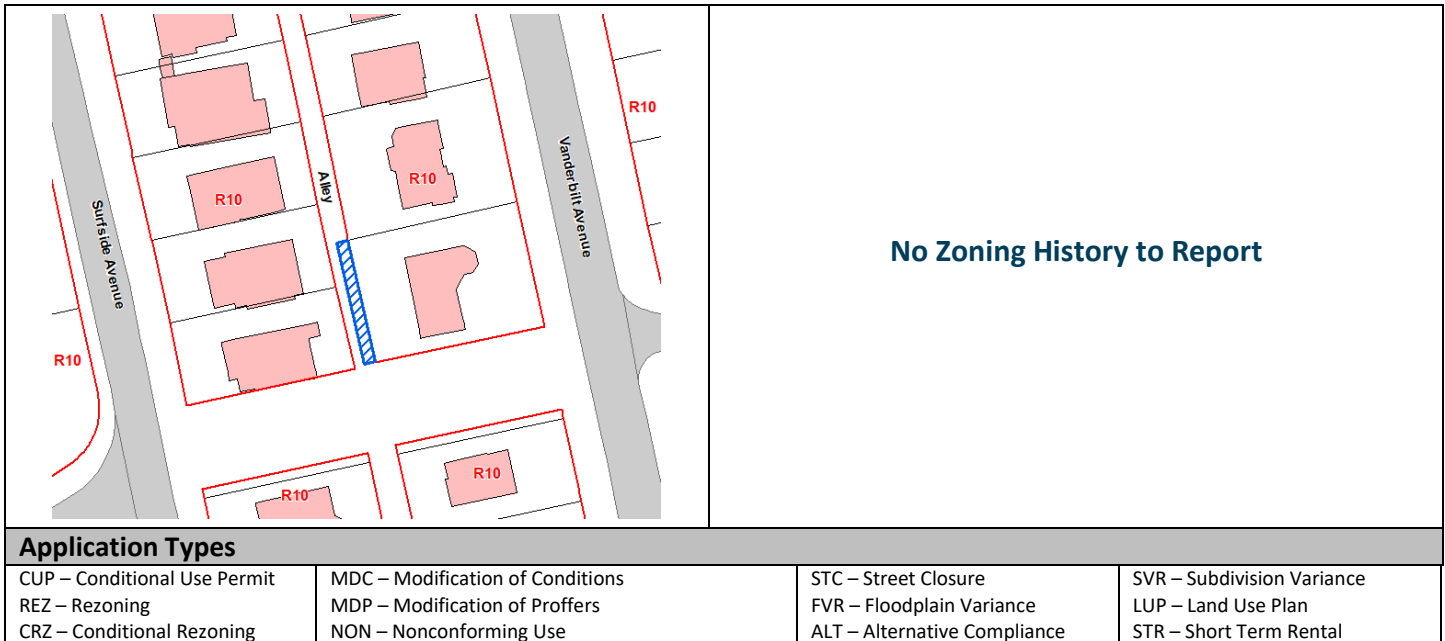 R10
R10
R10
Alley
Surfside Avenue
Vanderbilt Avenue
R10
R10
R10
No Zoning History to Report
Application Types
CUP – Conditional Use Permit
REZ – Rezoning
CRZ – Conditional Rezoning
MDC – Modification of Conditions
MDP – Modification of Proffers
NON – Nonconforming Use
STC – Street Closure
FVR – Floodplain Variance
ALT – Alternative Compliance
SVR – Subdivision Variance
LUP – Land Use Plan
STR – Short Term Rental